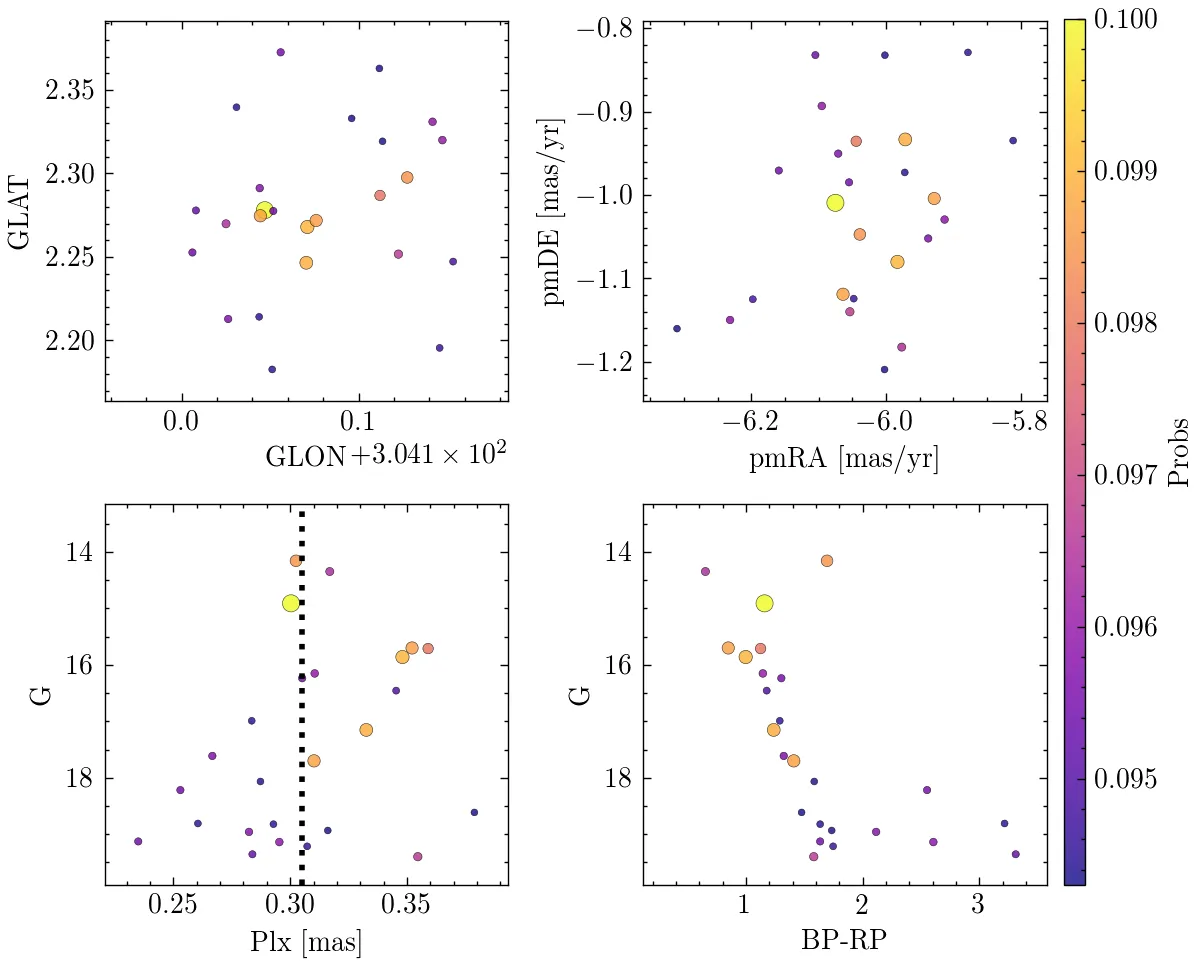 2.35
2.30
2.25
2.20
GLAT
0.0 0.1
GLON+3.041 × 10²
−0.8
−0.9
−1.0
−1.1
−1.2
pmDE [mas/yr]
−6.2 −6.0 −5.8
pmRA [mas/yr]
14
16
18
G
0.25 0.30 0.35
Plx [mas]
14
16
18
G
1 2 3
BP-RP
0.100
0.099
0.098
0.097
0.096
0.095
Probs